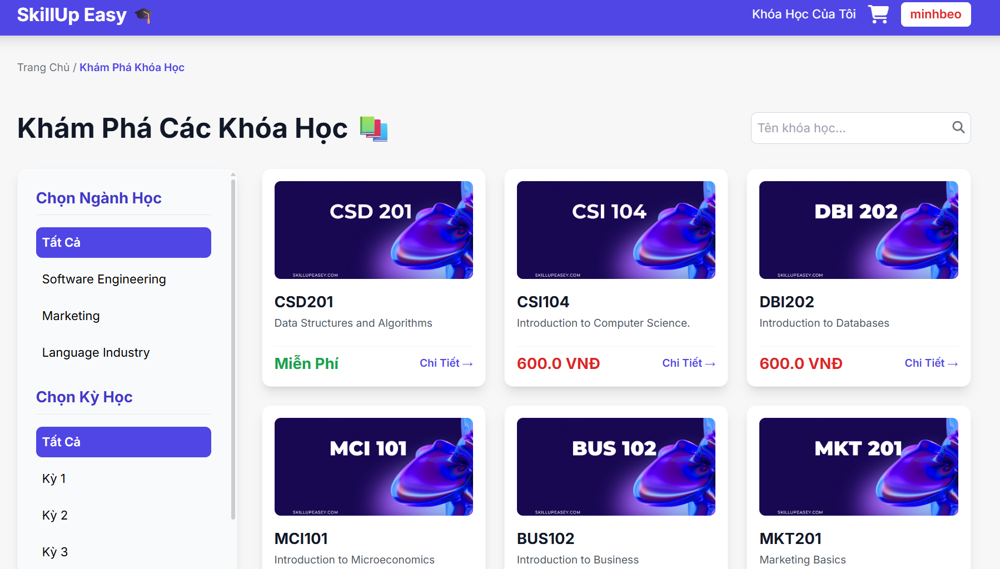 SkillUp Easy 🎓
Khóa Học Của Tôi
minhbeo
Trang Chủ / Khám Phá Khóa Học
Khám Phá Các Khóa Học 📚
Tên khóa học...
Chọn Ngành Học
Tất Cả
Software Engineering
Marketing
Language Industry
Chọn Kỳ Học
Tất Cả
Kỳ 1
Kỳ 2
Kỳ 3
CSD 201
SKILLUPEASEY.COM
CSD201
Data Structures and Algorithms
Miễn Phí
Chi Tiết →
CSI 104
SKILLUPEASEY.COM
CSI104
Introduction to Computer Science.
600.0 VNĐ
Chi Tiết →
DBI 202
SKILLUPEASEY.COM
DBI202
Introduction to Databases
600.0 VNĐ
Chi Tiết →
MCI 101
SKILLUPEASEY.COM
MCI101
Introduction to Microeconomics
BUS 102
SKILLUPEASEY.COM
BUS102
Introduction to Business
MKT 201
SKILLUPEASEY.COM
MKT201
Marketing Basics